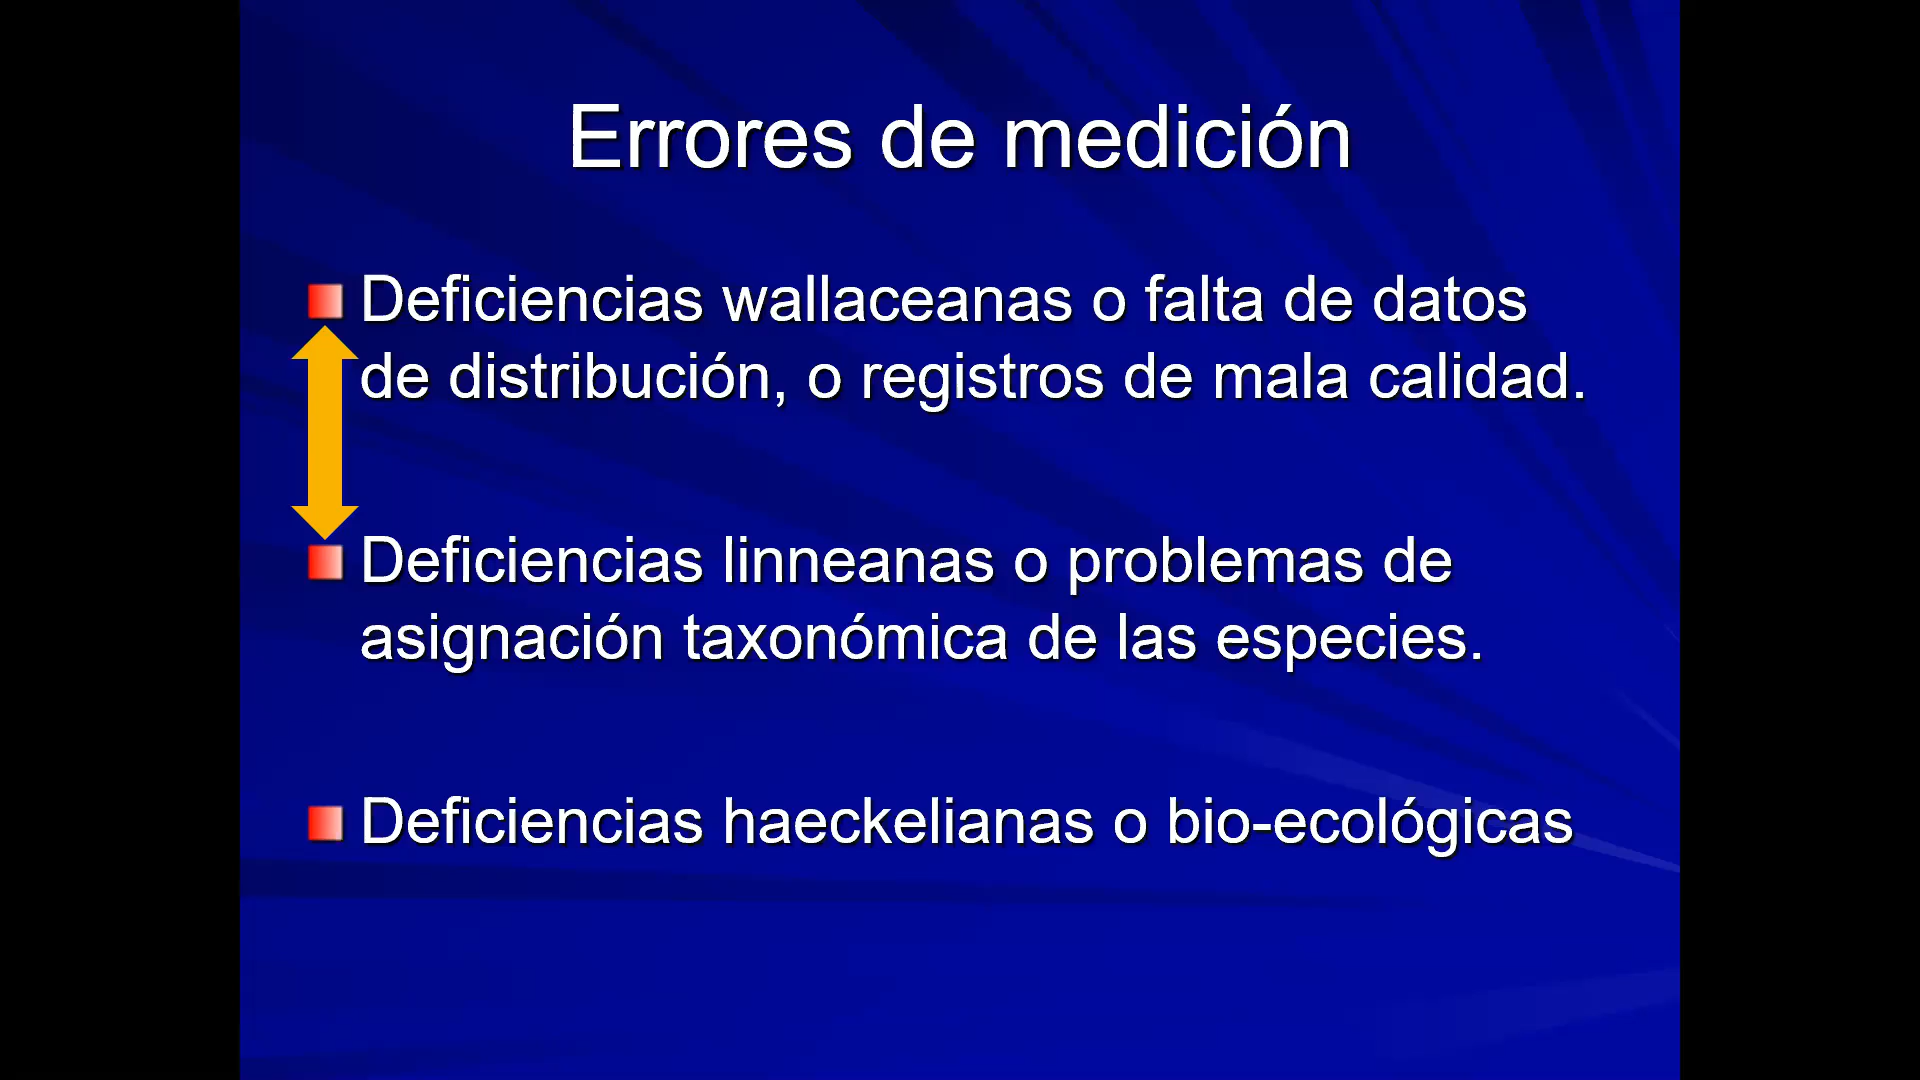 Errores de medición
Deficiencias wallaceanas o falta de datos
de distribución, o registros de mala calidad.
Deficiencias linneanas o problemas de
asignación taxonómica de las especies.
Deficiencias haeckelianas o bio-ecológicas